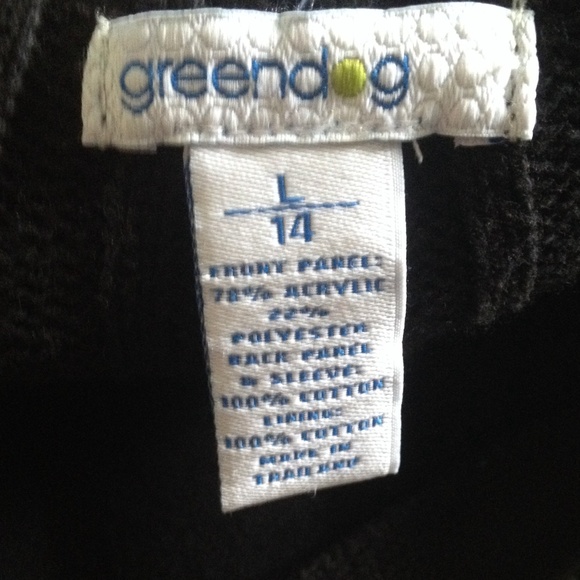 greendog
L
14
FRONT PANEL:
78% ACRYLIC
22%
POLYESTER
BACK PANEL
& SLEEVE:
100% COTTON
LINING:
100% COTTON
MADE IN
THAILAND